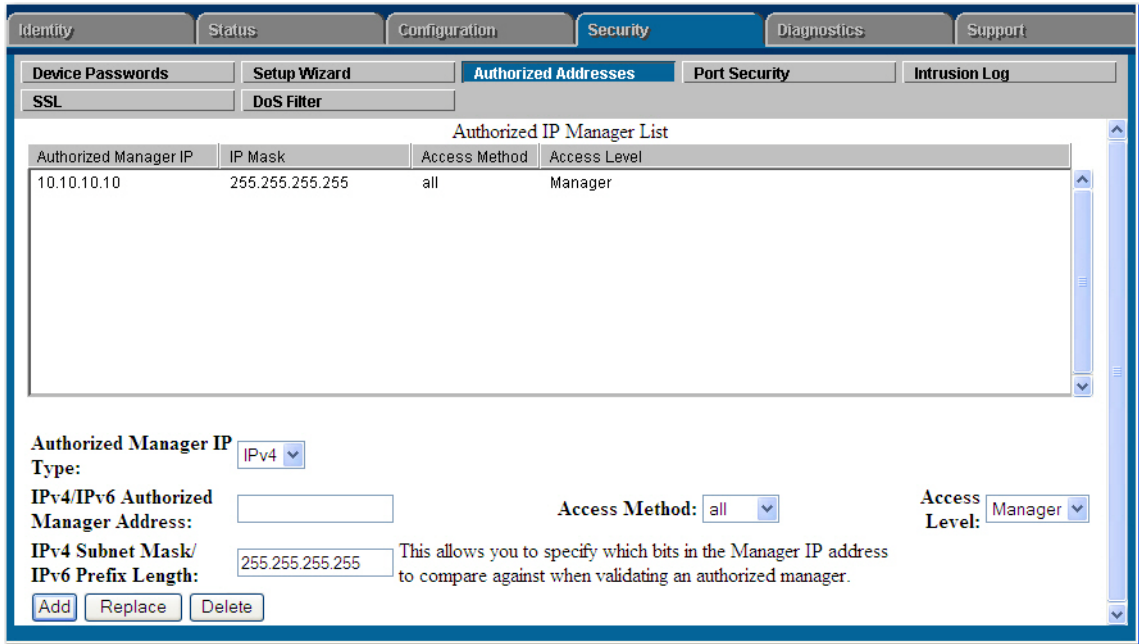 Identity Status Configuration Security Diagnostics Support
Device Passwords Setup Wizard Authorized Addresses Port Security Intrusion Log
SSL DoS Filter
Authorized IP Manager List
Authorized Manager IP IP Mask Access Method Access Level
10.10.10.10 255.255.255.255 all Manager
Authorized Manager IP
Type: IPv4
IPv4/IPv6 Authorized
Manager Address:
Access Method: all
Access
Level: Manager
IPv4 Subnet Mask/
IPv6 Prefix Length: 255.255.255.255
This allows you to specify which bits in the Manager IP address
to compare against when validating an authorized manager.
Add Replace Delete